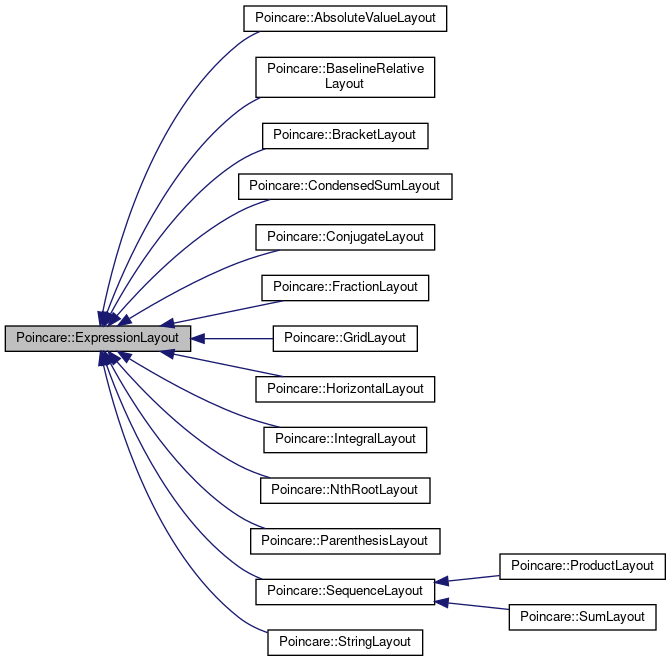 Poincare::AbsoluteValueLayout
Poincare::BaselineRelative
Layout
Poincare::BracketLayout
Poincare::CondensedSumLayout
Poincare::ConjugateLayout
Poincare::FractionLayout
Poincare::ExpressionLayout
Poincare::GridLayout
Poincare::HorizontalLayout
Poincare::IntegralLayout
Poincare::NthRootLayout
Poincare::ParenthesisLayout
Poincare::SequenceLayout
Poincare::ProductLayout
Poincare::SumLayout
Poincare::StringLayout